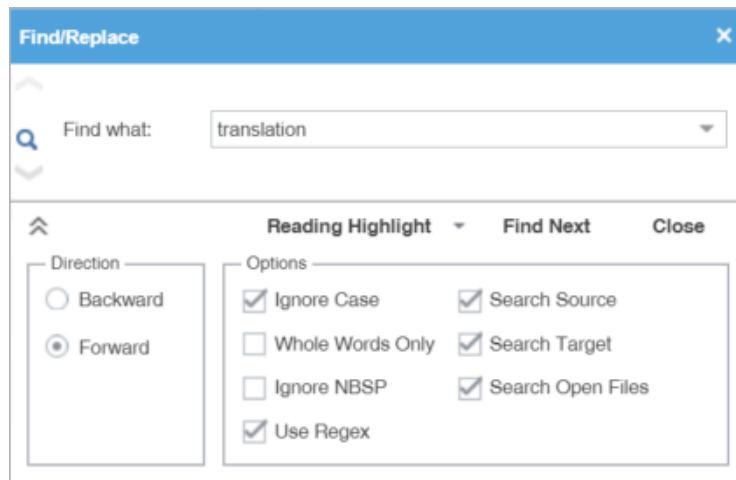 Find/Replace
Find what: translation
Reading Highlight Find Next Close
Direction
Backward
Forward
Options
Ignore Case Search Source
Whole Words Only Search Target
Ignore NBSP Search Open Files
Use Regex